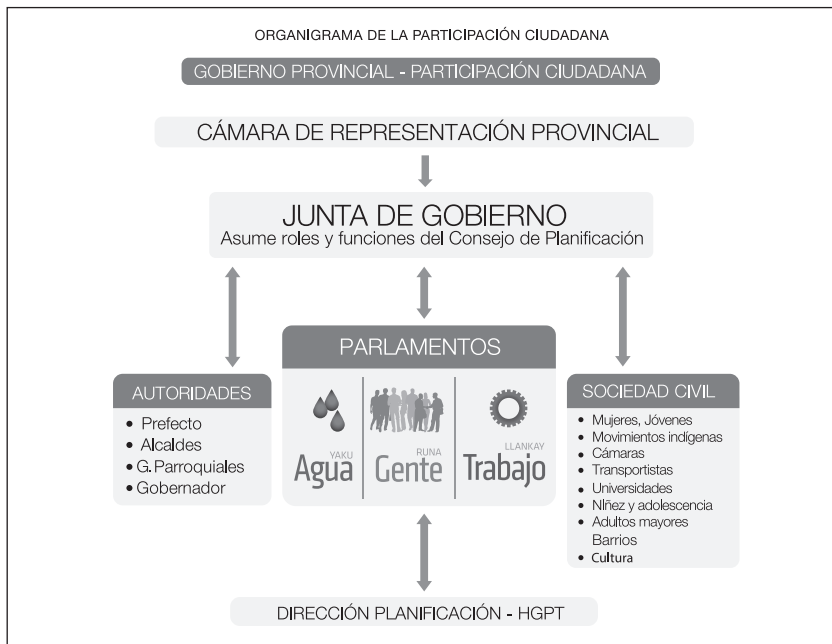 ORGANIGRAMA DE LA PARTICIPACIÓN CIUDADANA
GOBIERNO PROVINCIAL - PARTICIPACIÓN CIUDADANA
CÁMARA DE REPRESENTACIÓN PROVINCIAL
JUNTA DE GOBIERNO
Asume roles y funciones del Consejo de Planificación
AUTORIDADES
• Prefecto
• Alcaldes
• G. Parroquiales
• Gobernador
PARLAMENTOS
YAKU
Agua
RUNA
Gente
LLANKAY
Trabajo
SOCIEDAD CIVIL
• Mujeres, Jóvenes
• Movimientos indígenas
• Cámaras
• Transportistas
• Universidades
• NIñez y adolescencia
• Adultos mayores
Barrios
• Cultura
DIRECCIÓN PLANIFICACIÓN - HGPT